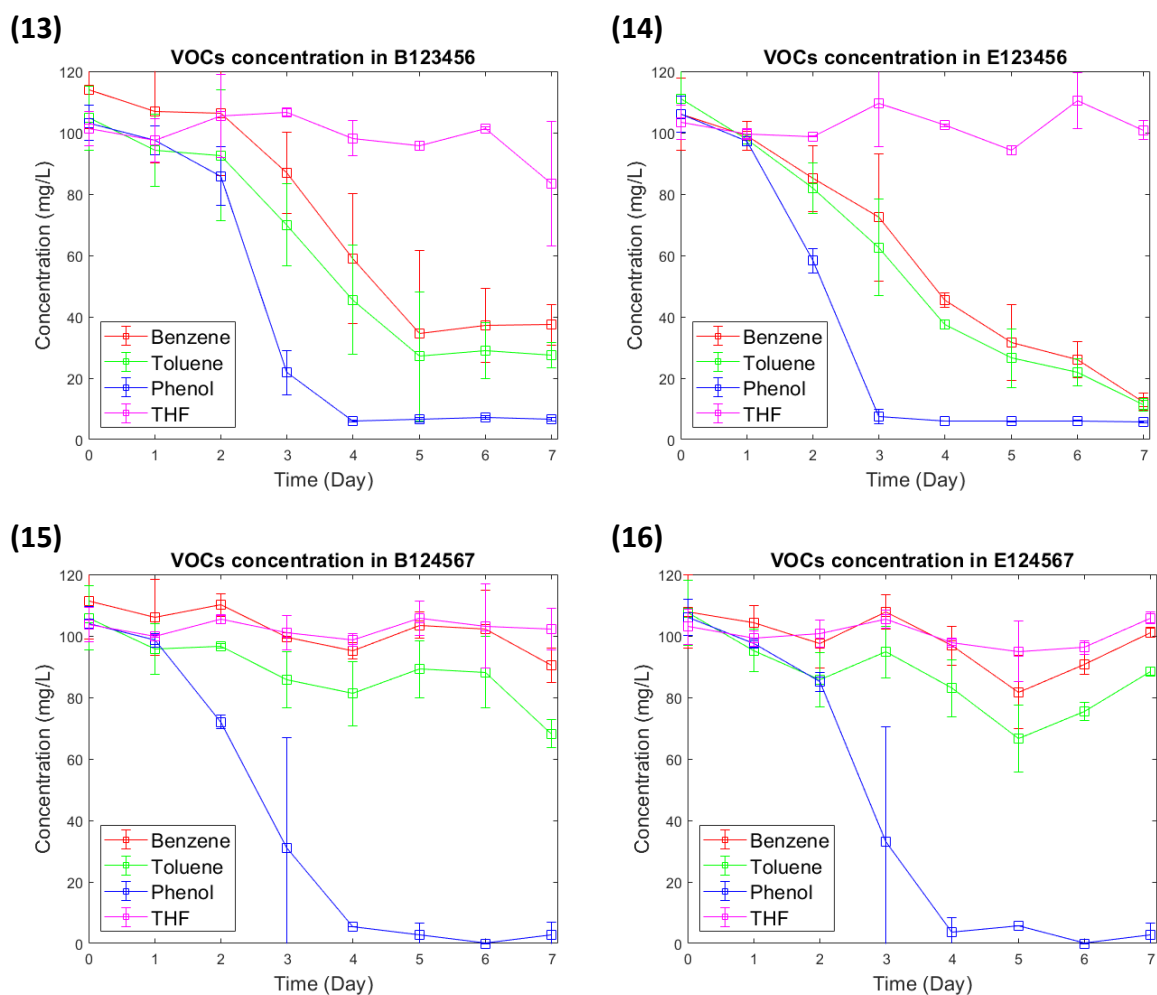 (13)
VOCs concentration in B123456
120
100
80
60
40
20
0
Concentration (mg/L)
Benzene
Toluene
Phenol
THF
0 1 2 3 4 5 6 7
Time (Day)
(14)
VOCs concentration in E123456
120
100
80
60
40
20
0
Concentration (mg/L)
Benzene
Toluene
Phenol
THF
0 1 2 3 4 5 6 7
Time (Day)
(15)
VOCs concentration in B124567
120
100
80
60
40
20
0
Concentration (mg/L)
Benzene
Toluene
Phenol
THF
0 1 2 3 4 5 6 7
Time (Day)
(16)
VOCs concentration in E124567
120
100
80
60
40
20
0
Concentration (mg/L)
Benzene
Toluene
Phenol
THF
0 1 2 3 4 5 6 7
Time (Day)